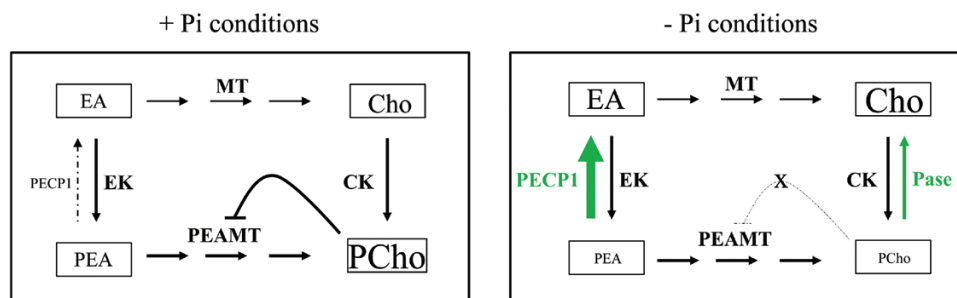 + Pi conditions
MT
EA
Cho
PECP1
EK
CK
PEAMT
PEA
PCho
- Pi conditions
MT
EA
Cho
PECP1
EK
CK
Pase
X
PEAMT
PEA
PCho